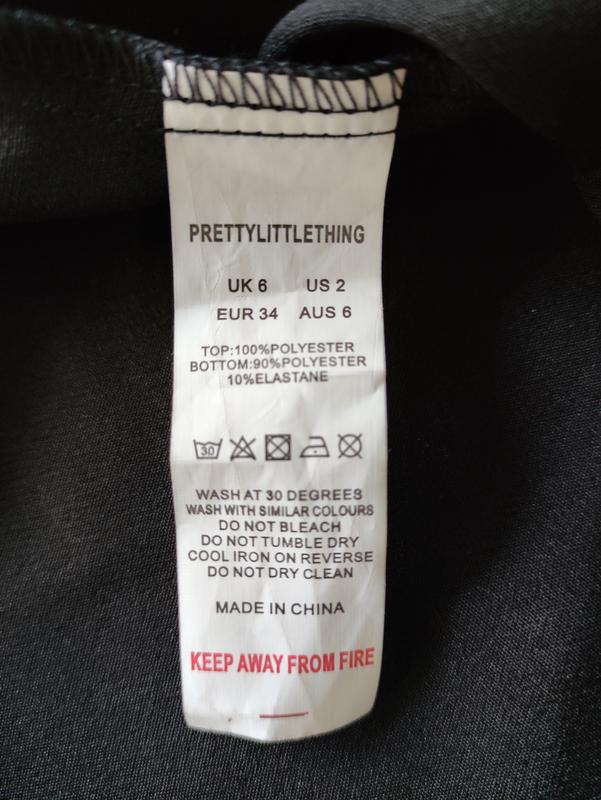 PRETTYLITTLETHING
UK 6 US 2
EUR 34 AUS 6
TOP:100%POLYESTER
BOTTOM:90%POLYESTER
10%ELASTANE
30
WASH AT 30 DEGREES
WASH WITH SIMILAR COLOURS
DO NOT BLEACH
DO NOT TUMBLE DRY
COOL IRON ON REVERSE
DO NOT DRY CLEAN
MADE IN CHINA
KEEP AWAY FROM FIRE